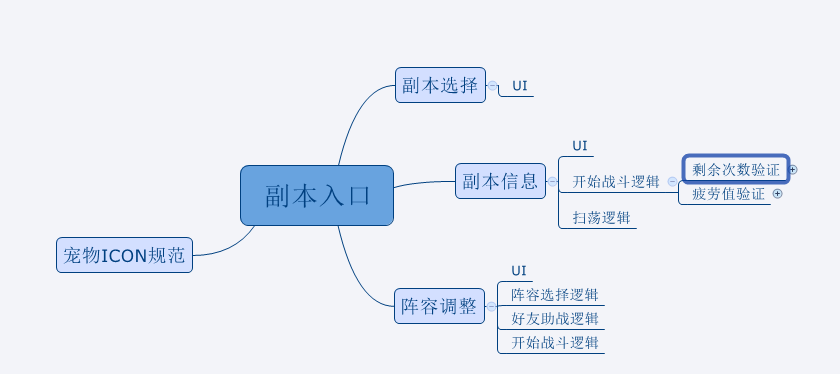 副本入口
副本选择
UI
副本信息
UI
开始战斗逻辑
剩余次数验证
疲劳值验证
扫荡逻辑
阵容调整
UI
阵容选择逻辑
好友助战逻辑
开始战斗逻辑
宠物ICON规范